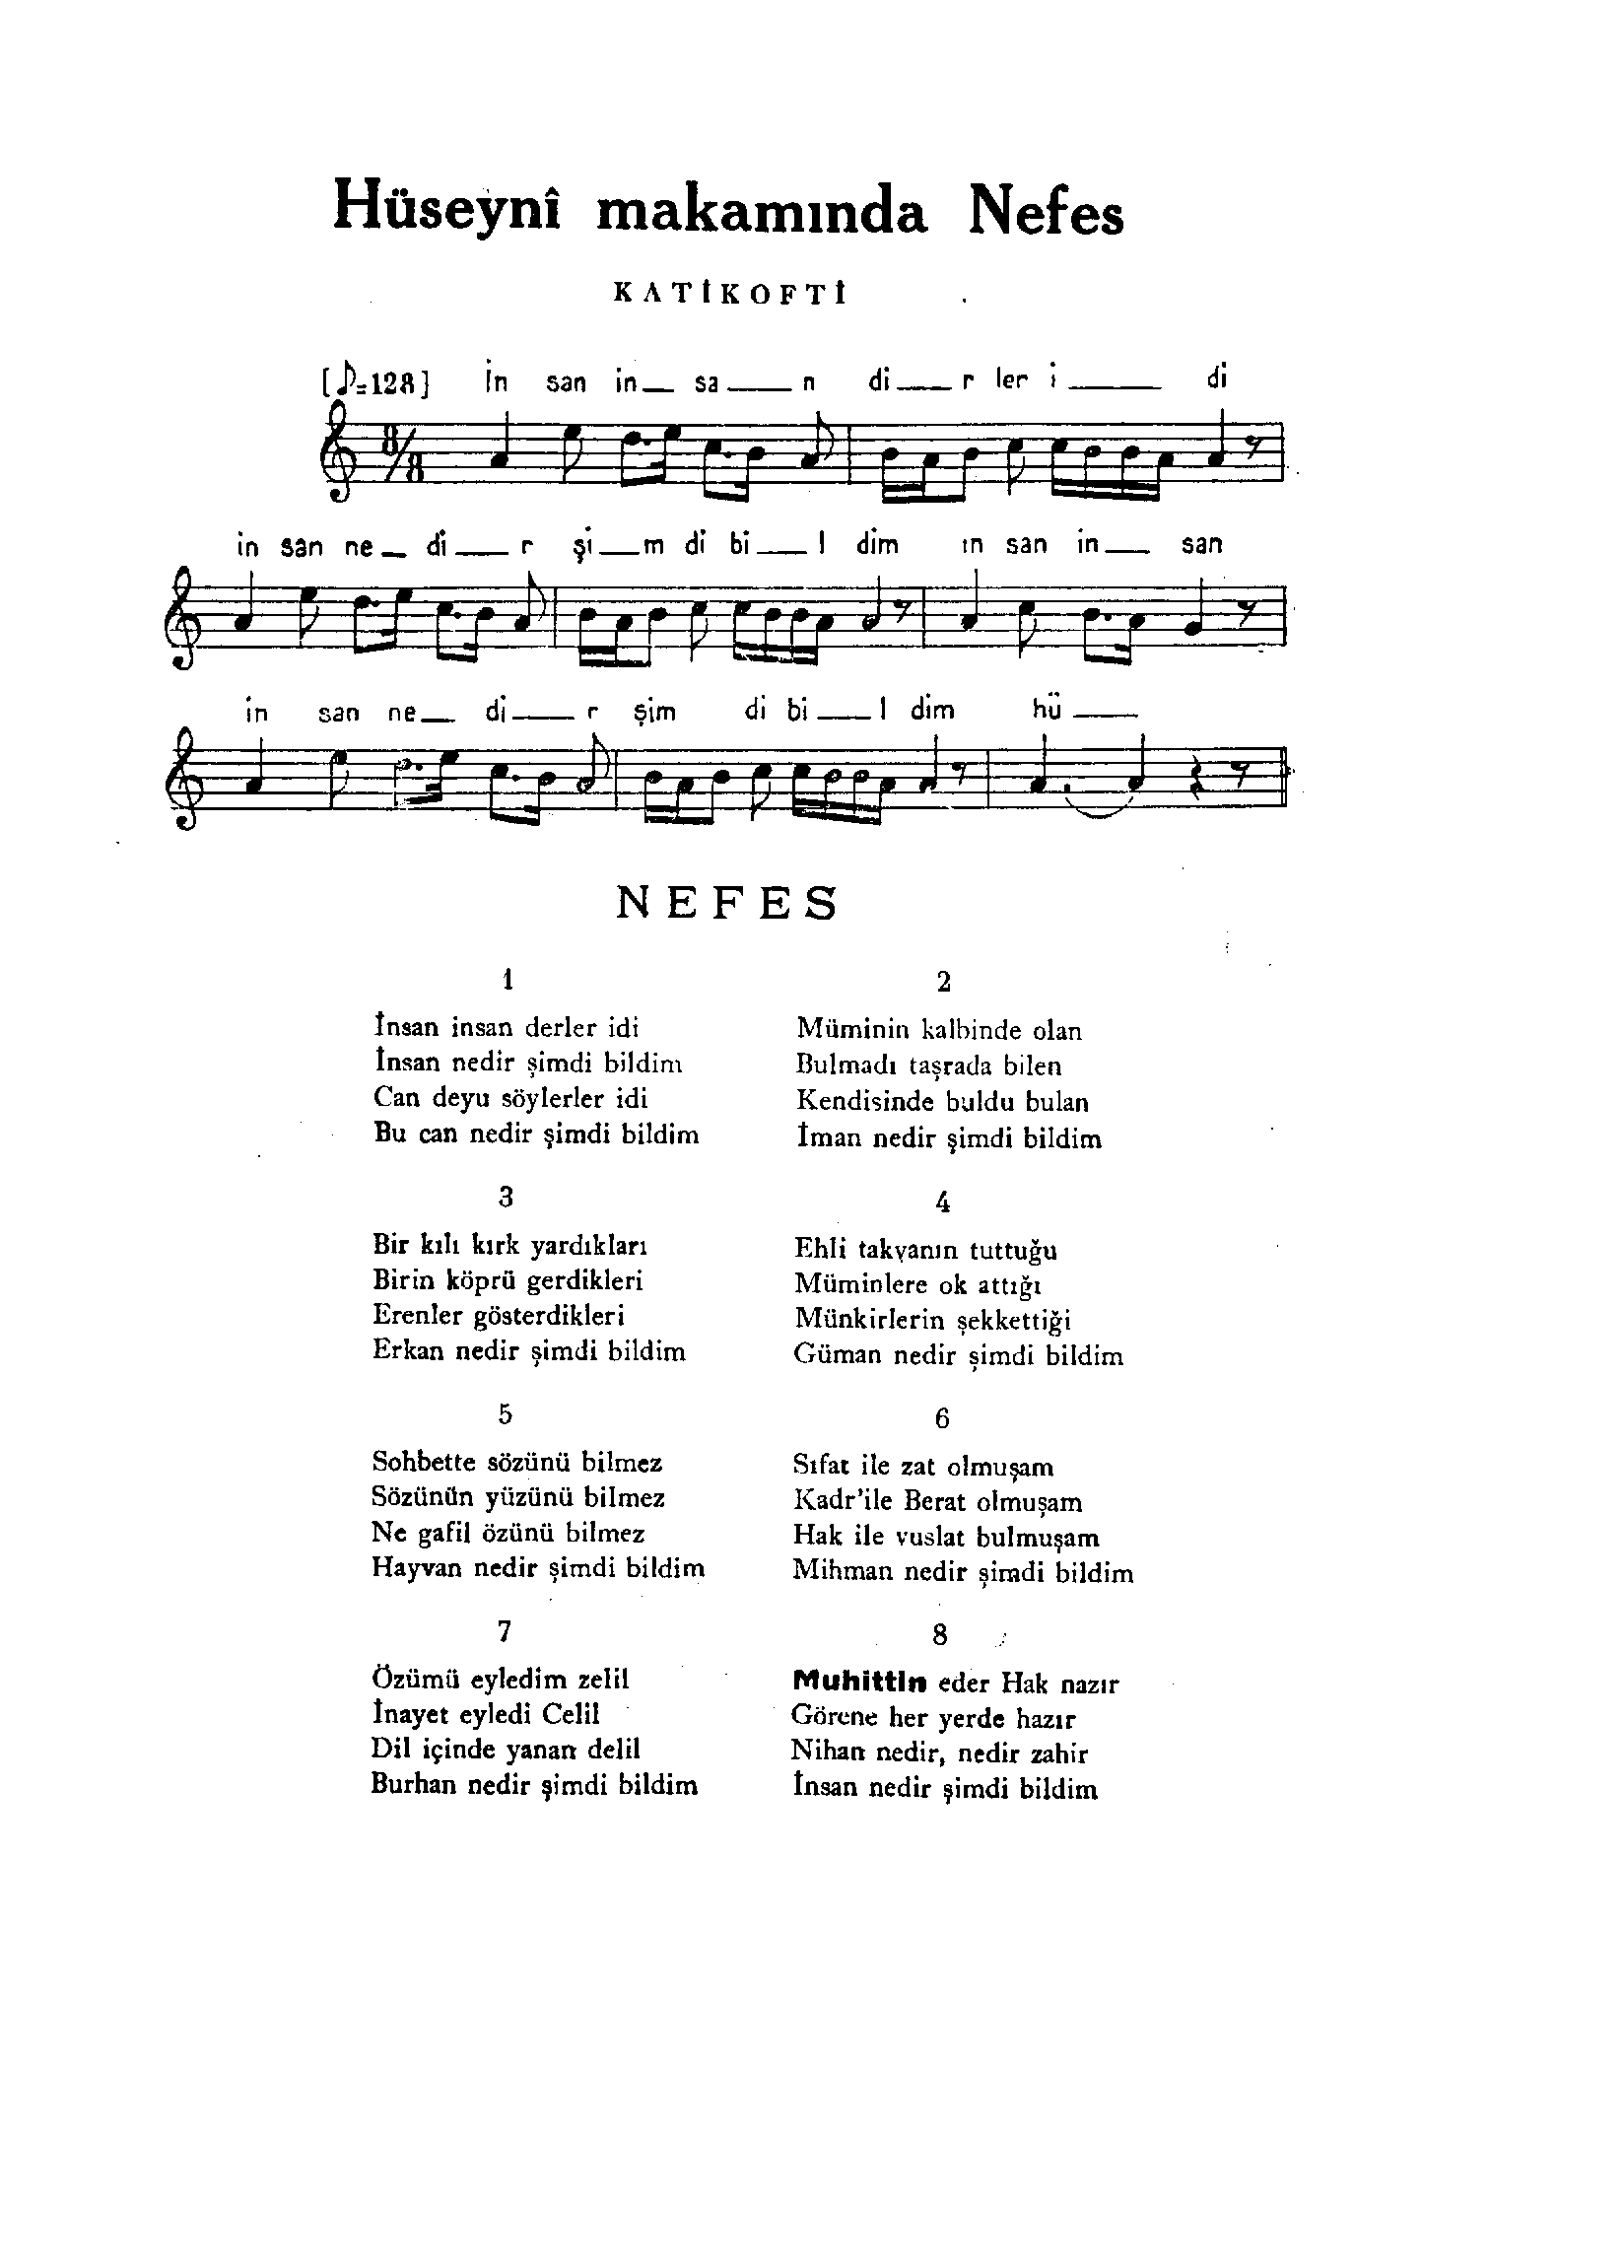 Hüseynî makamında Nefes
KATİKOFTİ
[♪=128] İn san in— sa—— n di—— r ler i —— di
8/8
in san ne— di—— r şi——m di bi——l dim ın san in—— san
in san ne— di—— r şim di bi——l dim hü ——
NEFES
1
İnsan insan derler idi
İnsan nedir şimdi bildim
Can deyu söylerler idi
Bu can nedir şimdi bildim
2
Müminin kalbinde olan
Bulmadı taşrada bilen
Kendisinde buldu bulan
İman nedir şimdi bildim
3
Bir kılı kırk yardıkları
Birin köprü gerdikleri
Erenler gösterdikleri
Erkan nedir şimdi bildim
4
Ehli takvanın tuttuğu
Müminlere ok attığı
Münkirlerin şekkettiği
Güman nedir şimdi bildim
5
Sohbette sözünü bilmez
Sözünün yüzünü bilmez
Ne gafil özünü bilmez
Hayvan nedir şimdi bildim
6
Sıfat ile zat olmuşam
Kadr'ile Berat olmuşam
Hak ile vuslat bulmuşam
Mihman nedir şimdi bildim
7
Özümü eyledim zelil
İnayet eyledi Celil
Dil içinde yanan delil
Burhan nedir şimdi bildim
8
Muhittin eder Hak nazır
Görene her yerde hazır
Nihan nedir, nedir zahir
İnsan nedir şimdi bildim